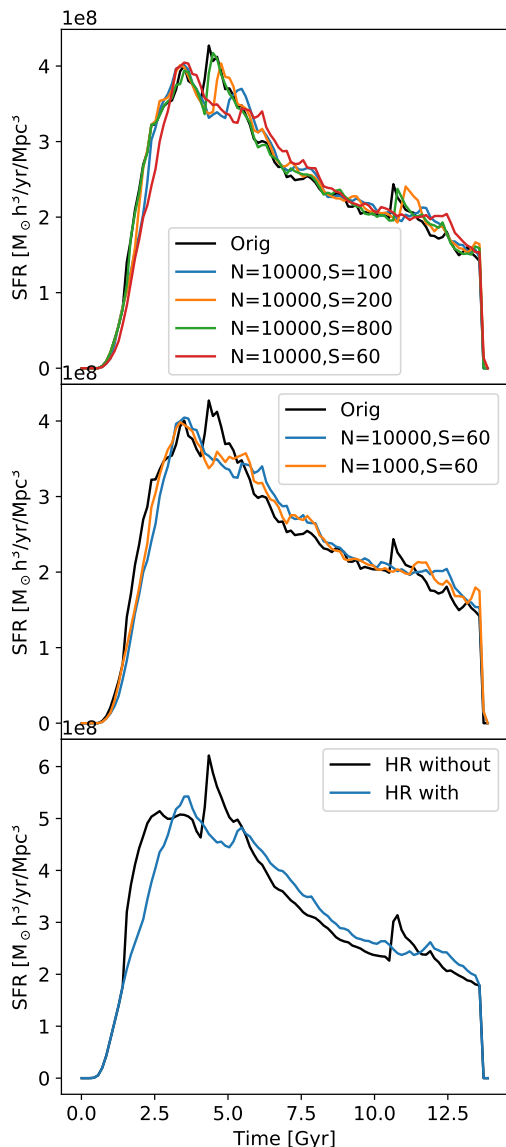 1e8
4
3
2
1
0
SFR [M☉h³/yr/Mpc³
Orig
N=10000,S=100
N=10000,S=200
N=10000,S=800
N=10000,S=60
1e8
4
3
2
1
0
SFR [M☉h³/yr/Mpc³
Orig
N=10000,S=60
N=1000,S=60
1e8
6
5
4
3
2
1
0
SFR [M☉h³/yr/Mpc³
HR without
HR with
0.0 2.5 5.0 7.5 10.0 12.5
Time [Gyr]